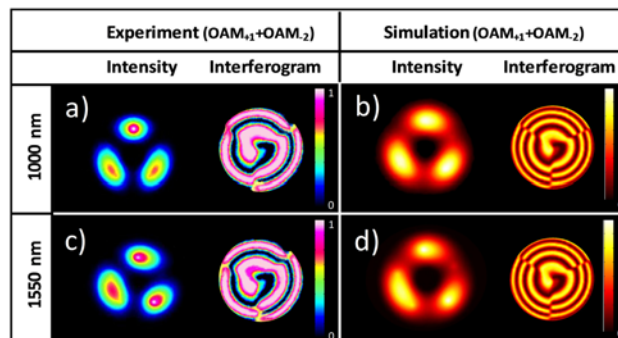 Experiment (OAM+1+OAM-2) Simulation (OAM+1+OAM-2)
Intensity Interferogram Intensity Interferogram
1000 nm
a) 1 0
b)
1550 nm
c) 1 0
d)